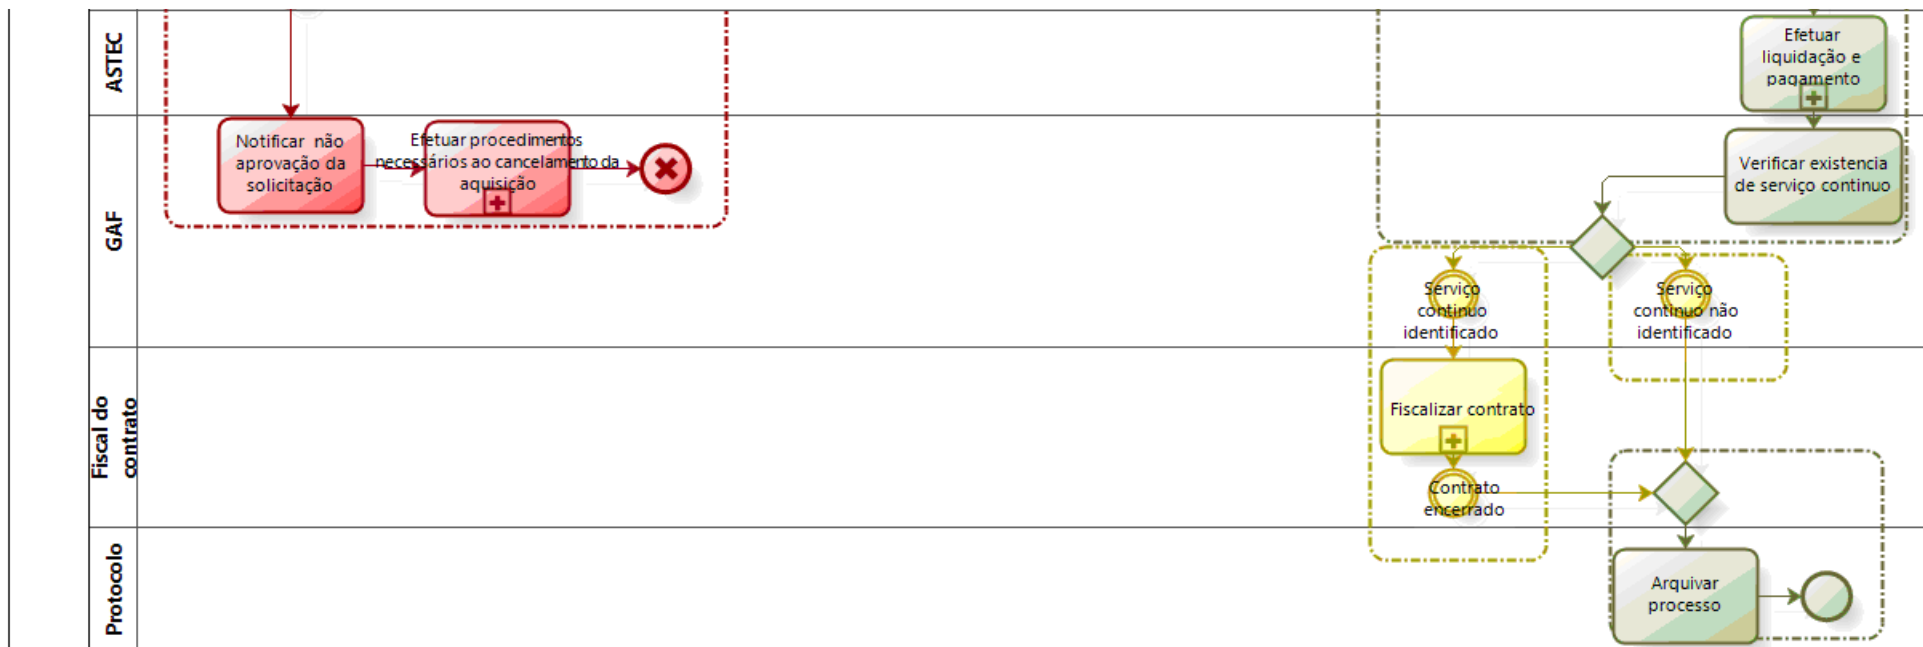 ASTEC
Efetuar
liquidação e
pagamento
GAF
Notificar não
aprovação da
solicitação
Efetuar procedimentos
necessários ao cancelamento da
aquisição
Verificar existencia
de serviço continuo
Serviço
continuo
identificado
Serviço
continuo não
identificado
Fiscal do
contrato
Fiscalizar contrato
Contrato
encerrado
Protocolo
Arquivar
processo